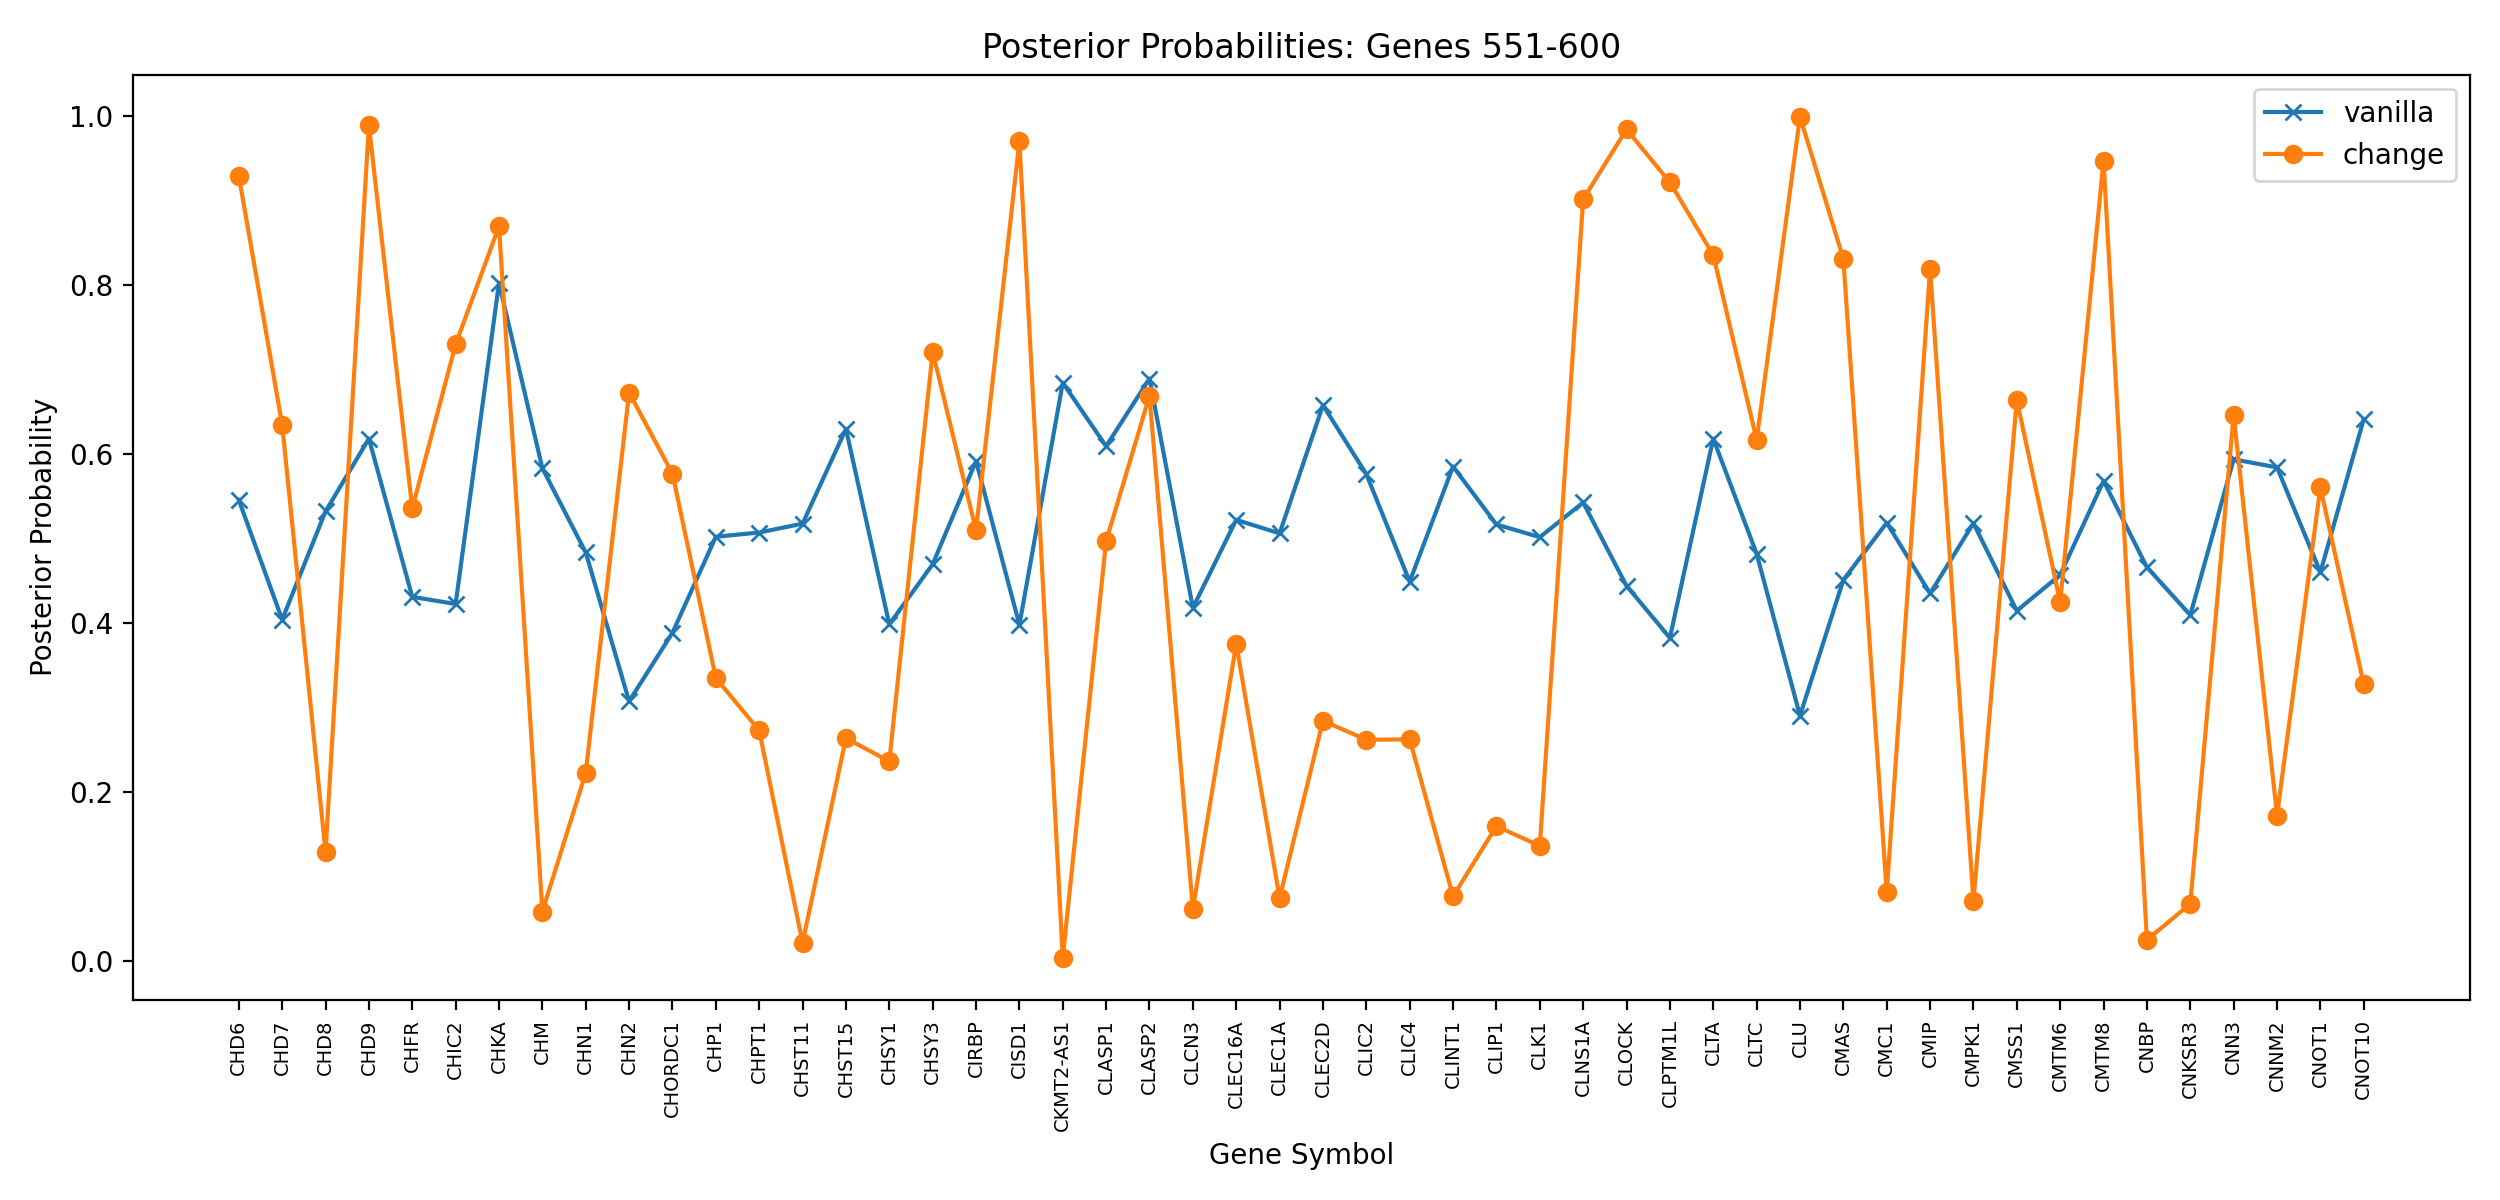 Posterior Probabilities: Genes 551-600
vanilla
change
Posterior Probability
1.0
0.8
0.6
0.4
0.2
0.0
CHD6
CHD7
CHD8
CHD9
CHFR
CHIC2
CHKA
CHM
CHN1
CHN2
CHORDC1
CHP1
CHPT1
CHST11
CHST15
CHSY1
CHSY3
CIRBP
CISD1
CKMT2-AS1
CLASP1
CLASP2
CLCN3
CLEC16A
CLEC1A
CLEC2D
CLIC2
CLIC4
CLINT1
CLIP1
CLK1
CLNS1A
CLOCK
CLPTM1L
CLTA
CLTC
CLU
CMAS
CMC1
CMIP
CMPK1
CMSS1
CMTM6
CMTM8
CNBP
CNKSR3
CNN3
CNNM2
CNOT1
CNOT10
Gene Symbol